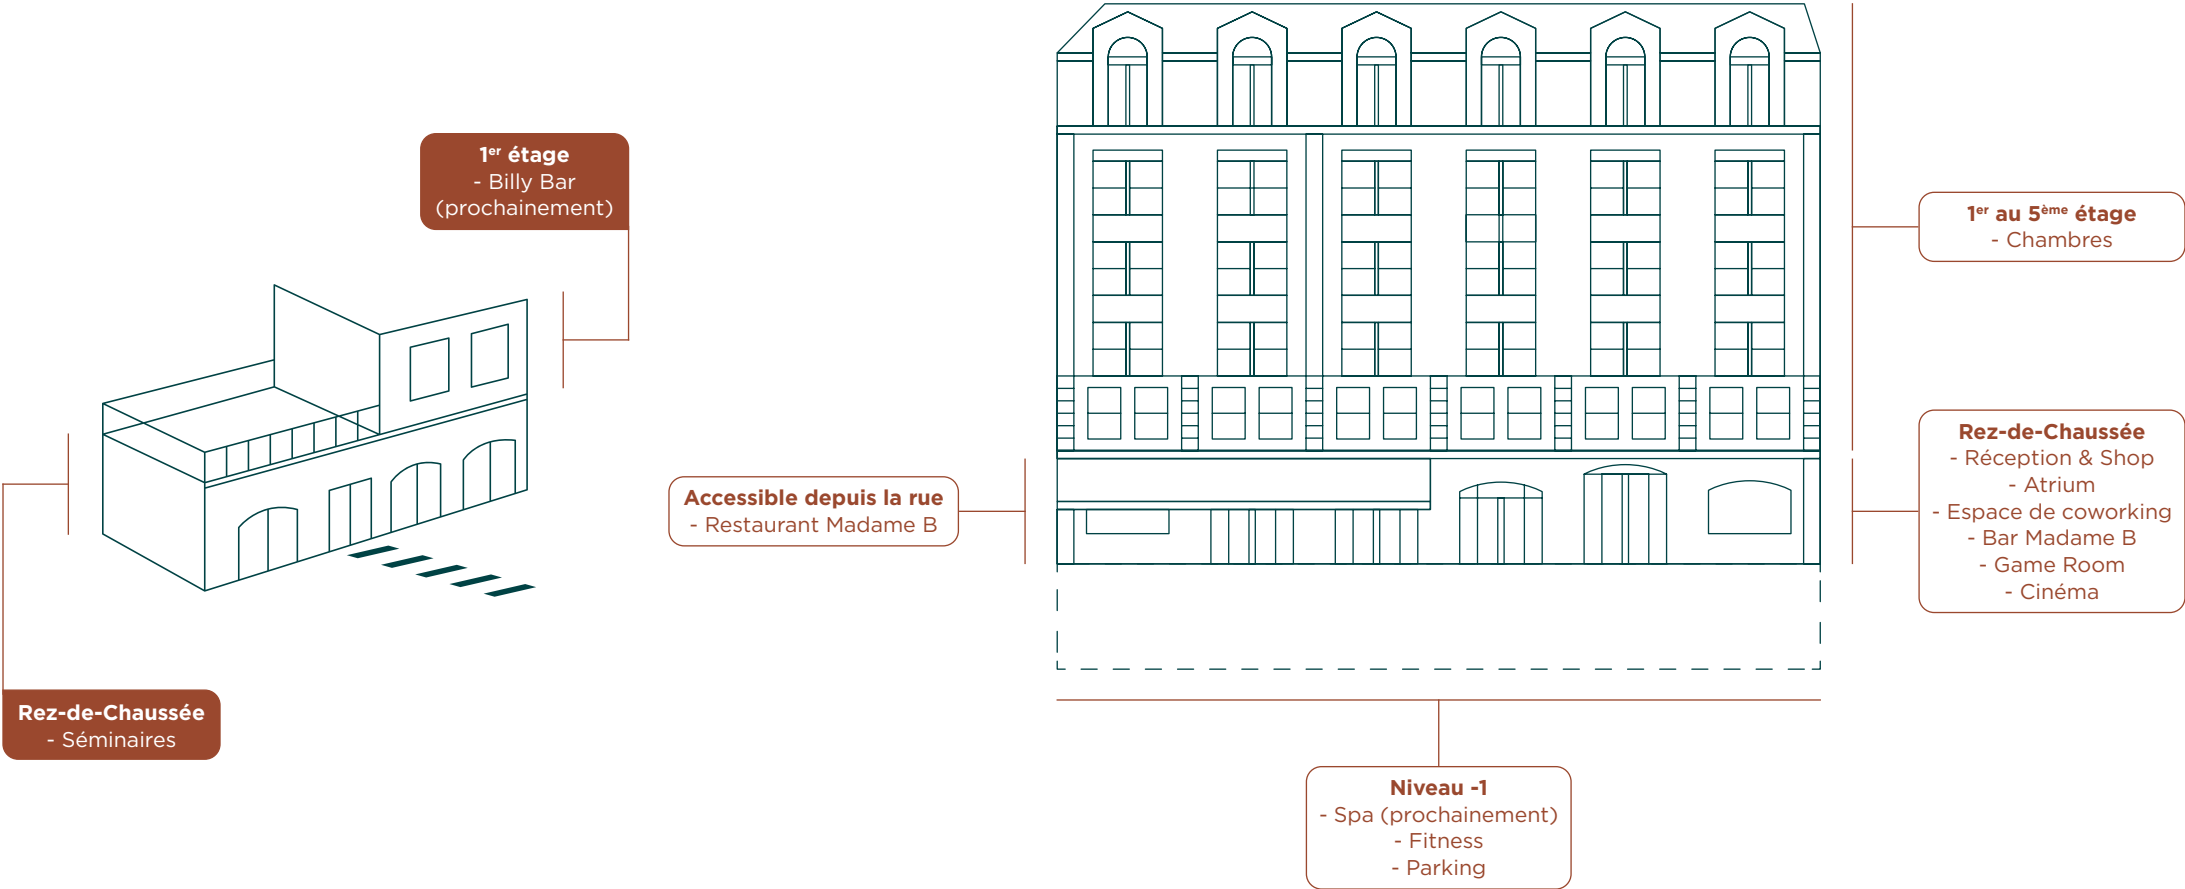 1er étage
- Billy Bar
(prochainement)
Rez-de-Chaussée
- Séminaires
Accessible depuis la rue
- Restaurant Madame B
1er au 5ème étage
- Chambres
Rez-de-Chaussée
- Réception & Shop
- Atrium
- Espace de coworking
- Bar Madame B
- Game Room
- Cinéma
Niveau -1
- Spa (prochainement)
- Fitness
- Parking